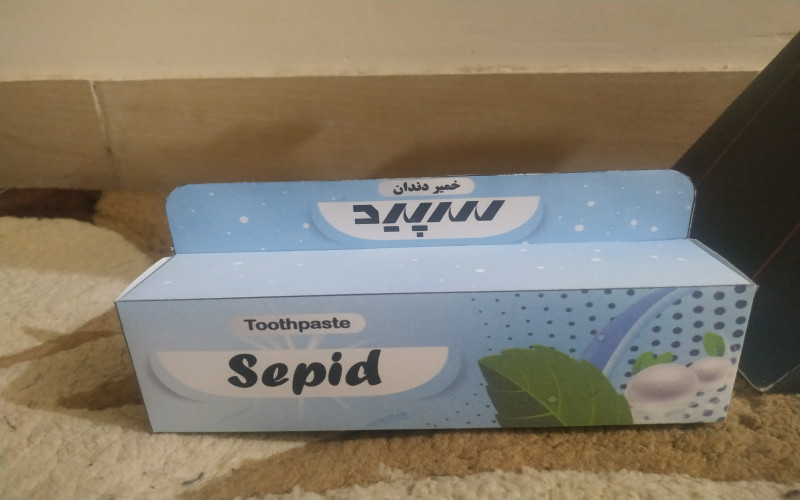 خمیر دندان
سپید
Toothpaste
Sepid